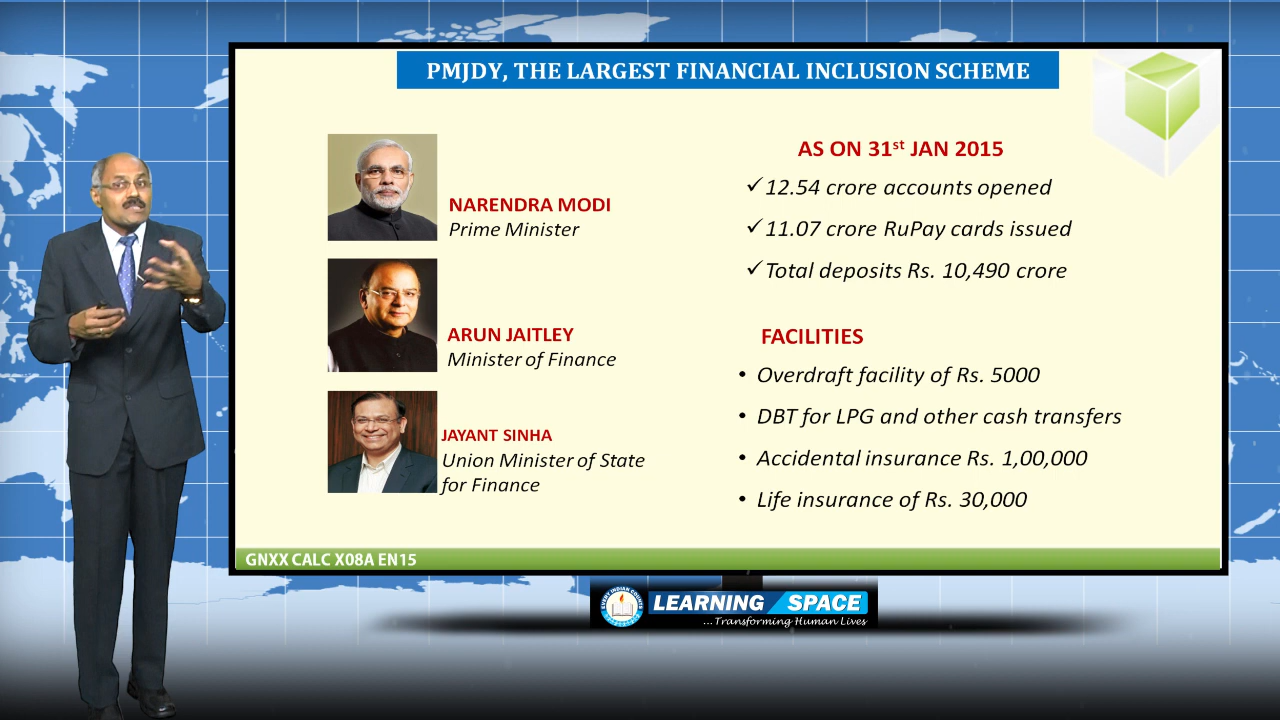 PMJDY, THE LARGEST FINANCIAL INCLUSION SCHEME
NARENDRA MODI
Prime Minister
ARUN JAITLEY
Minister of Finance
JAYANT SINHA
Union Minister of State
for Finance
AS ON 31st JAN 2015
✓12.54 crore accounts opened
✓11.07 crore RuPay cards issued
✓Total deposits Rs. 10,490 crore
FACILITIES
• Overdraft facility of Rs. 5000
• DBT for LPG and other cash transfers
• Accidental insurance Rs. 1,00,000
• Life insurance of Rs. 30,000
GNXX CALC X08A EN15
EVERY INDIAN COUNTS
LEARNING SPACE
...Transforming Human Lives